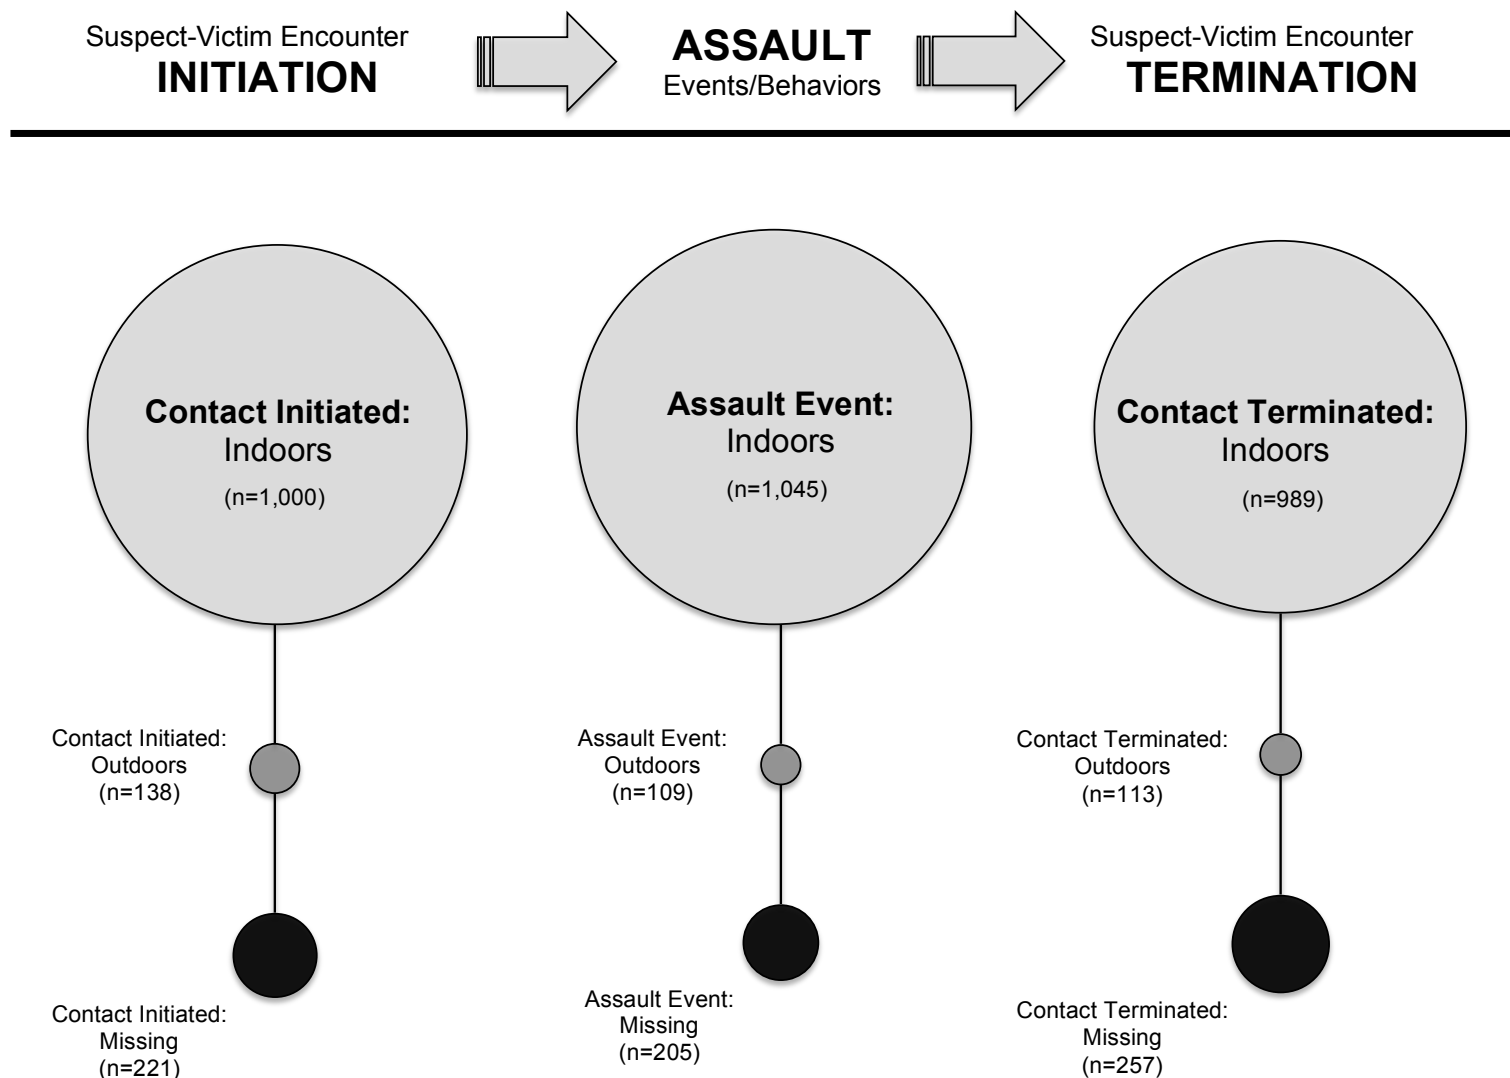 Suspect-Victim Encounter
INITIATION
ASSAULT
Events/Behaviors
Suspect-Victim Encounter
TERMINATION
Contact Initiated:
Indoors
(n=1,000)
Assault Event:
Indoors
(n=1,045)
Contact Terminated:
Indoors
(n=989)
Contact Initiated:
Outdoors
(n=138)
Assault Event:
Outdoors
(n=109)
Contact Terminated:
Outdoors
(n=113)
Contact Initiated:
Missing
(n=221)
Assault Event:
Missing
(n=205)
Contact Terminated:
Missing
(n=257)